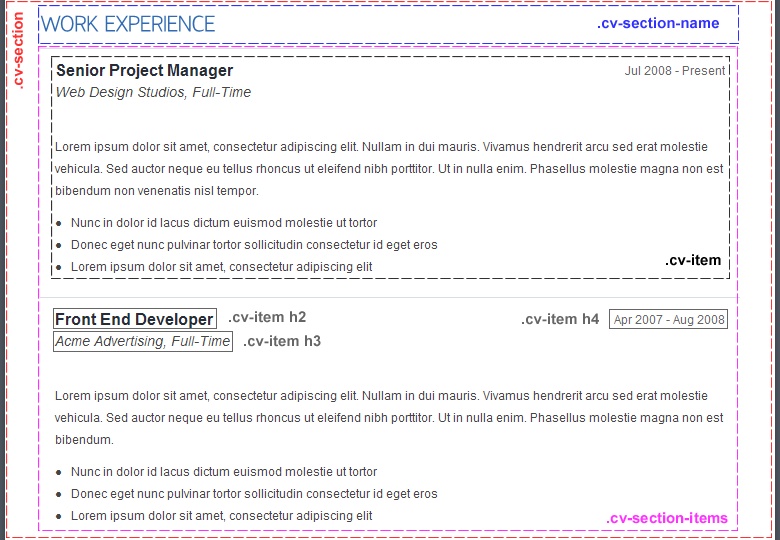 .cv-section
WORK EXPERIENCE .cv-section-name
Senior Project Manager Jul 2008 - Present
Web Design Studios, Full-Time
Lorem ipsum dolor sit amet, consectetur adipiscing elit. Nullam in dui mauris. Vivamus hendrerit arcu sed erat molestie
vehicula. Sed auctor neque eu tellus rhoncus ut eleifend nibh porttitor. Ut in nulla enim. Phasellus molestie magna non est
bibendum non venenatis nisl tempor.
• Nunc in dolor id lacus dictum euismod molestie ut tortor
• Donec eget nunc pulvinar tortor sollicitudin consectetur id eget eros
• Lorem ipsum dolor sit amet, consectetur adipiscing elit
.cv-item
Front End Developer .cv-item h2 .cv-item h4 Apr 2007 - Aug 2008
Acme Advertising, Full-Time .cv-item h3
Lorem ipsum dolor sit amet, consectetur adipiscing elit. Nullam in dui mauris. Vivamus hendrerit arcu sed erat molestie
vehicula. Sed auctor neque eu tellus rhoncus ut eleifend nibh porttitor. Ut in nulla enim. Phasellus molestie magna non est
bibendum.
• Nunc in dolor id lacus dictum euismod molestie ut tortor
• Donec eget nunc pulvinar tortor sollicitudin consectetur id eget eros
• Lorem ipsum dolor sit amet, consectetur adipiscing elit
.cv-section-items